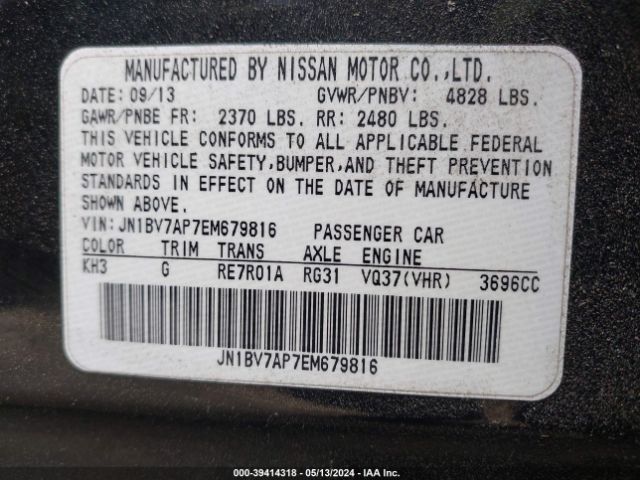 MANUFACTURED BY NISSAN MOTOR CO.,LTD.
DATE: 09/13 GVWR/PNBV: 4828 LBS.
GAWR/PNBE FR: 2370 LBS. RR: 2480 LBS.
THIS VEHICLE CONFORMS TO ALL APPLICABLE FEDERAL
MOTOR VEHICLE SAFETY,BUMPER,AND THEFT PREVENTION
STANDARDS IN EFFECT ON THE DATE OF MANUFACTURE
SHOWN ABOVE.
VIN: JN1BV7AP7EM679816 PASSENGER CAR
COLOR TRIM TRANS AXLE ENGINE
KH3 G RE7R01A RG31 VQ37(VHR) 3696CC
JN1BV7AP7EM679816
000-39414318 - 05/13/2024 - IAA Inc.